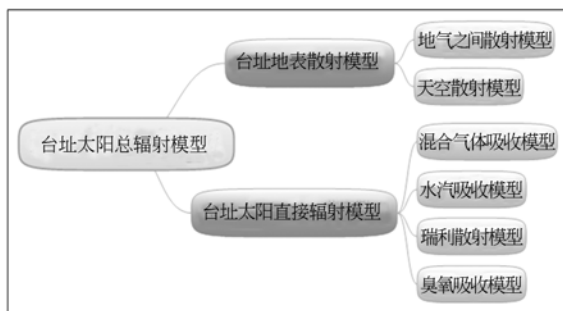 台址太阳总辐射模型
台址地表散射模型
地气之间散射模型
天空散射模型
台址太阳直接辐射模型
混合气体吸收模型
水汽吸收模型
瑞利散射模型
臭氧吸收模型